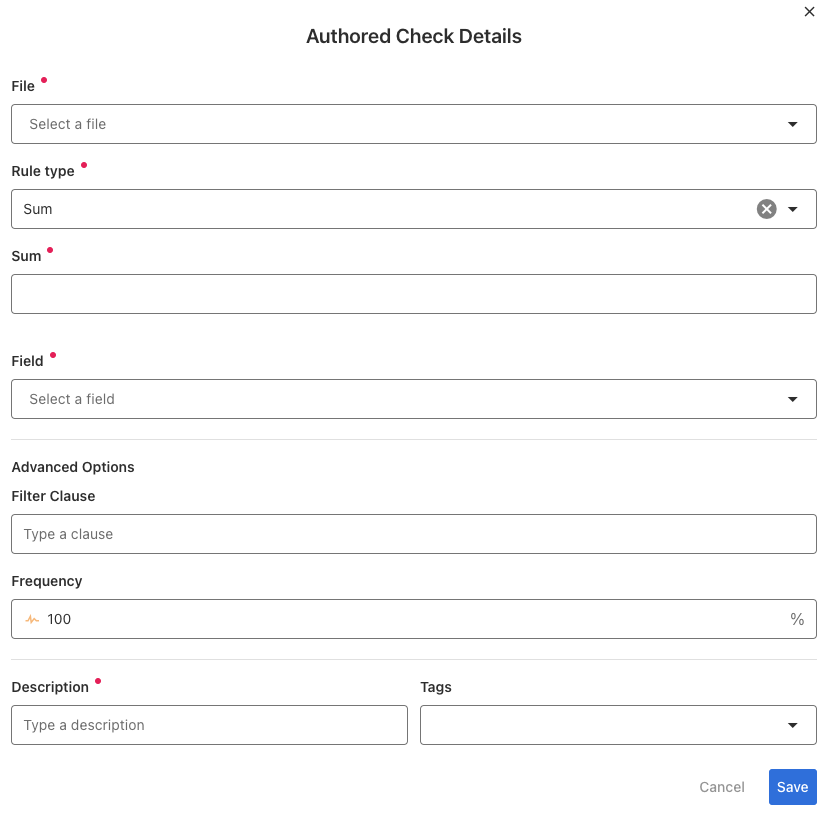 Authored Check Details
File
Select a file
Rule type
Sum
Sum
Field
Select a field
Advanced Options
Filter Clause
Type a clause
Frequency
100 %
Description Tags
Type a description
Cancel Save